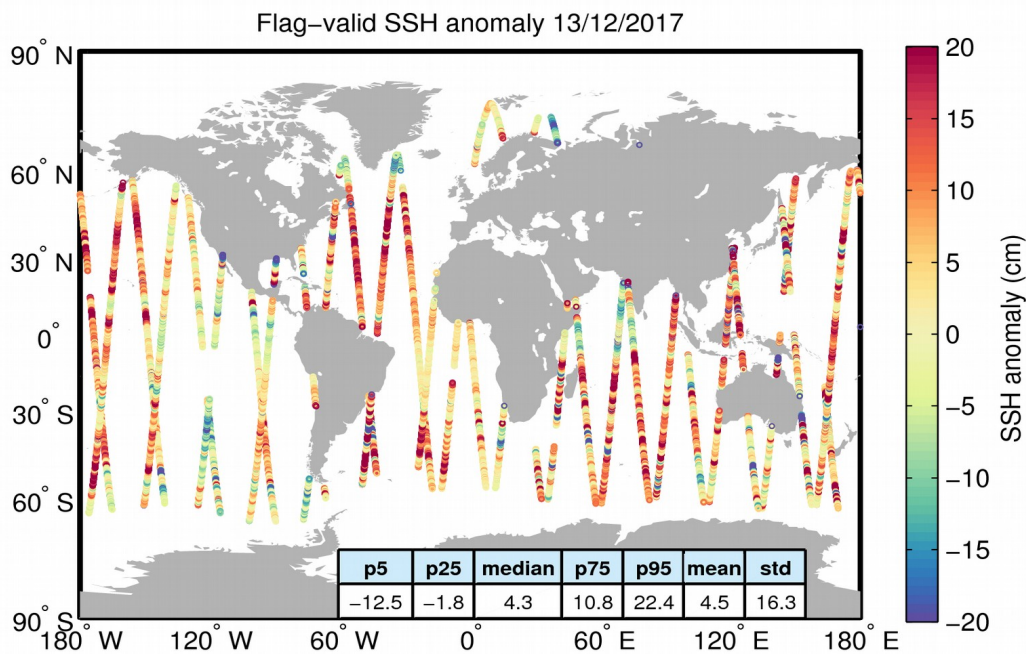 Flag−valid SSH anomaly 13/12/2017
90° N
60° N
30° N
0°
30° S
60° S
90° S
180° W
120° W
60° W
0°
60° E
120° E
180° E
p5 p25 median p75 p95 mean std
−12.5 −1.8 4.3 10.8 22.4 4.5 16.3
20
15
10
5
0
−5
−10
−15
−20
SSH anomaly (cm)